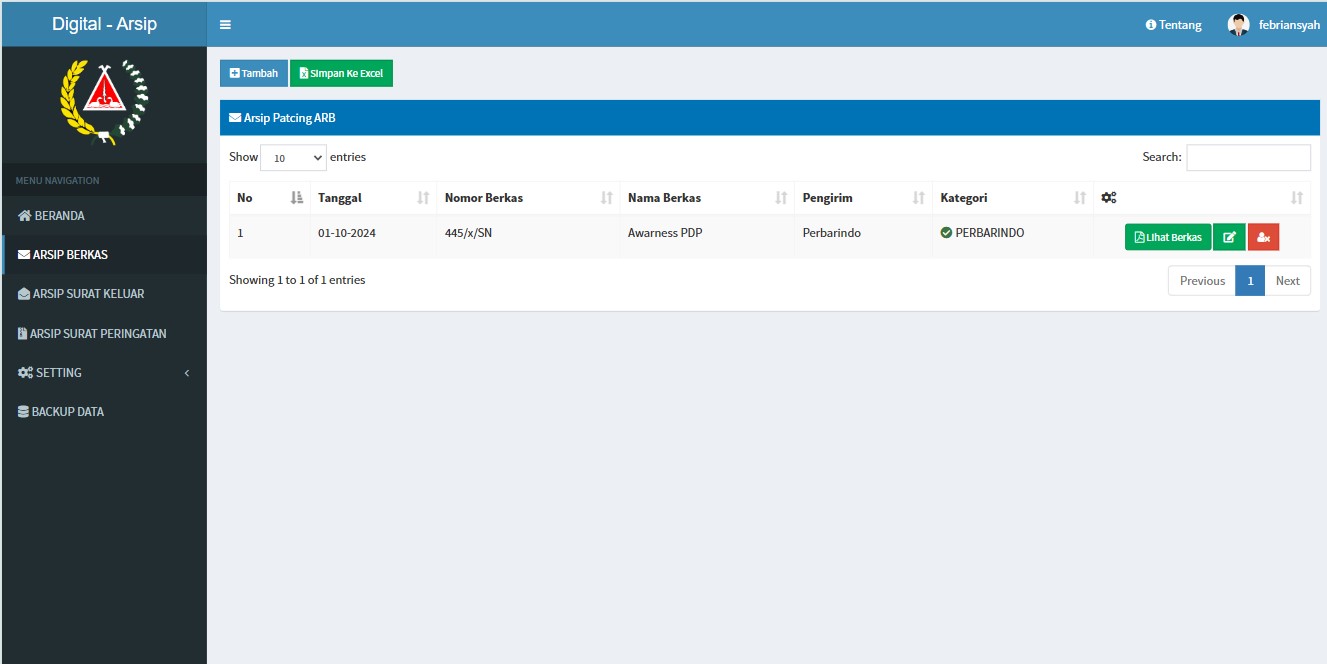 Digital - Arsip
Tentang
febriansyah
Tambah
Simpan Ke Excel
Arsip Patcing ARB
Show 10 entries
Search:
No Tanggal Nomor Berkas Nama Berkas Pengirim Kategori
1 01-10-2024 445/x/SN Awarness PDP Perbarindo PERBARINDO Lihat Berkas
Showing 1 to 1 of 1 entries
Previous 1 Next
MENU NAVIGATION
BERANDA
ARSIP BERKAS
ARSIP SURAT KELUAR
ARSIP SURAT PERINGATAN
SETTING
BACKUP DATA